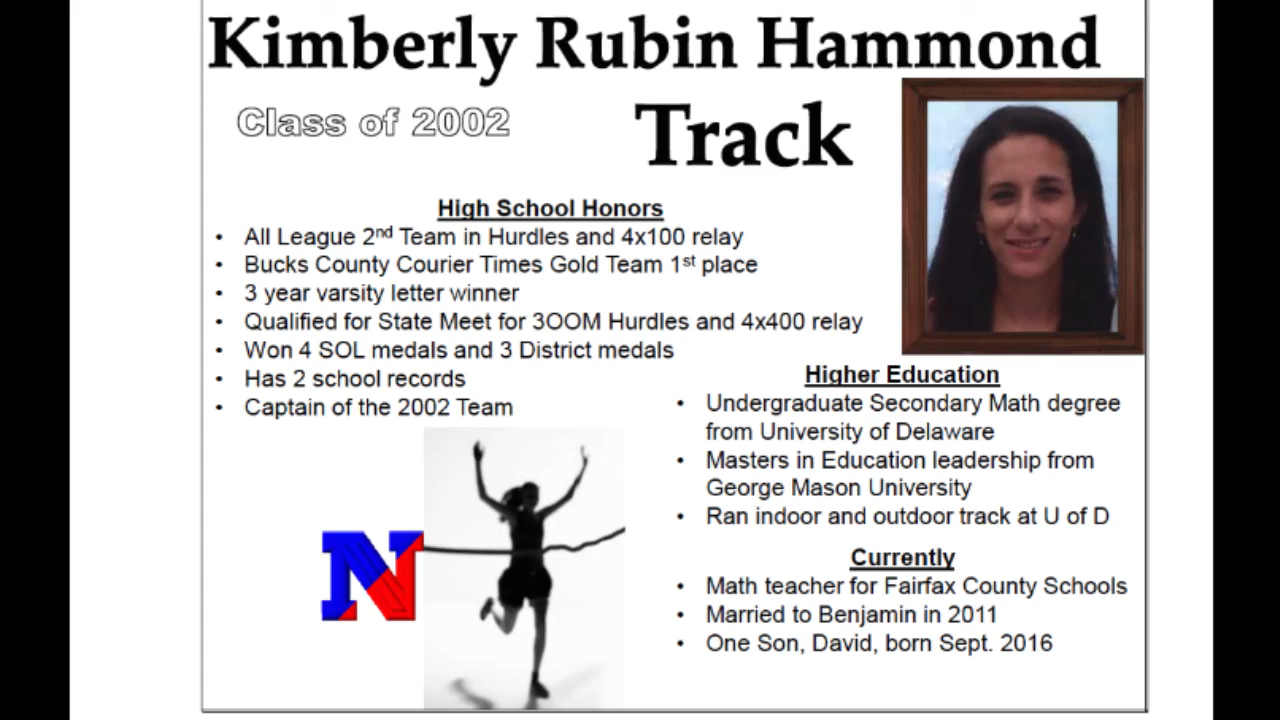 Kimberly Rubin Hammond
Class of 2002
Track
High School Honors
• All League 2nd Team in Hurdles and 4x100 relay
• Bucks County Courier Times Gold Team 1st place
• 3 year varsity letter winner
• Qualified for State Meet for 3OOM Hurdles and 4x400 relay
• Won 4 SOL medals and 3 District medals
• Has 2 school records
• Captain of the 2002 Team
N
Higher Education
• Undergraduate Secondary Math degree
from University of Delaware
• Masters in Education leadership from
George Mason University
• Ran indoor and outdoor track at U of D
Currently
• Math teacher for Fairfax County Schools
• Married to Benjamin in 2011
• One Son, David, born Sept. 2016